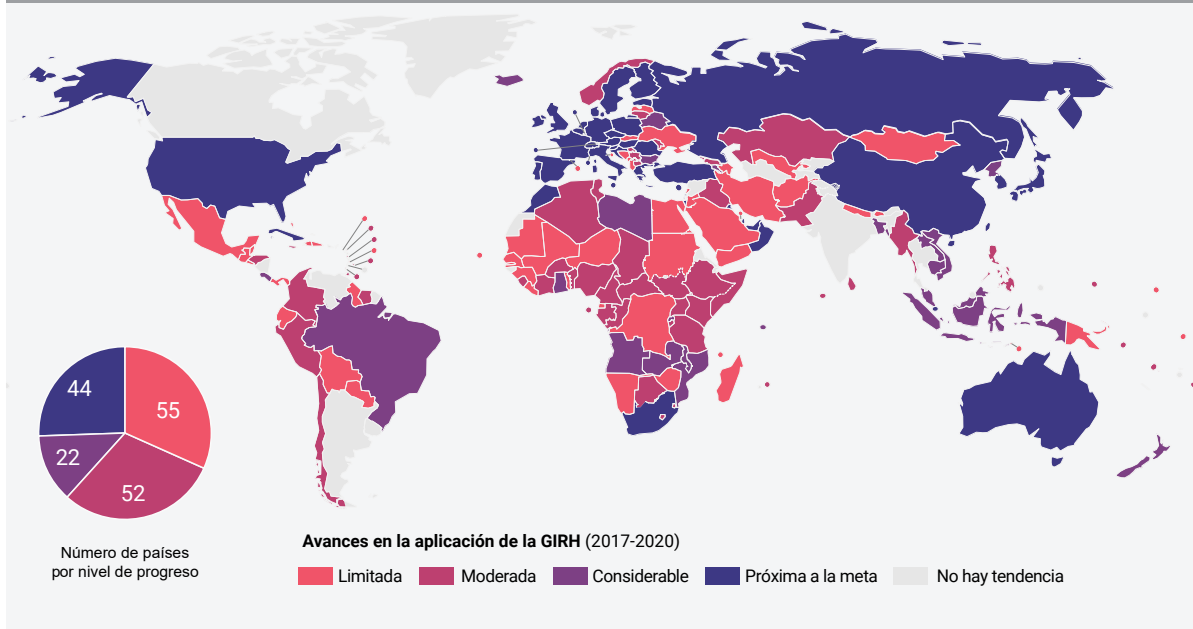 44
55
22
52
Número de países
por nivel de progreso
Avances en la aplicación de la GIRH (2017-2020)
Limitada Moderada Considerable Próxima a la meta No hay tendencia